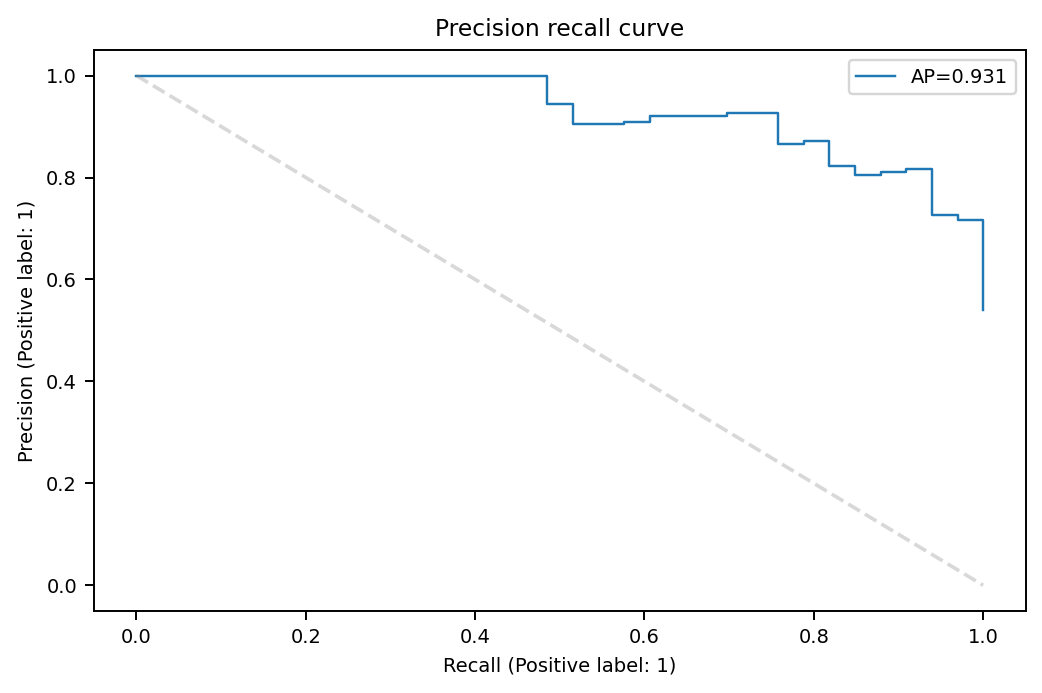 Precision recall curve
AP=0.931
Precision (Positive label: 1)
1.0
0.8
0.6
0.4
0.2
0.0
0.0 0.2 0.4 0.6 0.8 1.0
Recall (Positive label: 1)